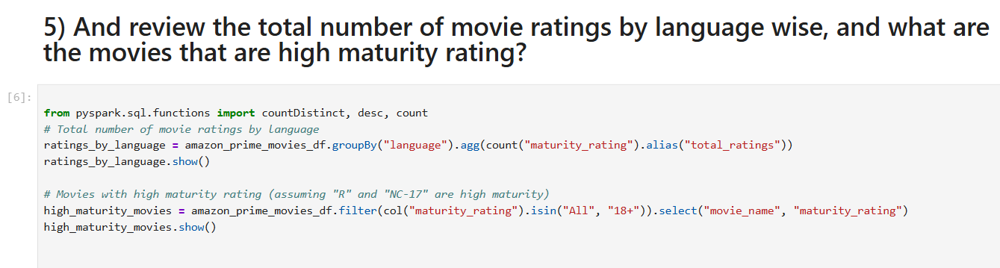 5) And review the total number of movie ratings by language wise, and what are
the movies that are high maturity rating?
[6]:
from pyspark.sql.functions import countDistinct, desc, count
# Total number of movie ratings by language
ratings_by_language = amazon_prime_movies_df.groupBy("language").agg(count("maturity_rating").alias("total_ratings"))
ratings_by_language.show()
# Movies with high maturity rating (assuming "R" and "NC-17" are high maturity)
high_maturity_movies = amazon_prime_movies_df.filter(col("maturity_rating").isin("All", "18+")).select("movie_name", "maturity_rating")
high_maturity_movies.show()